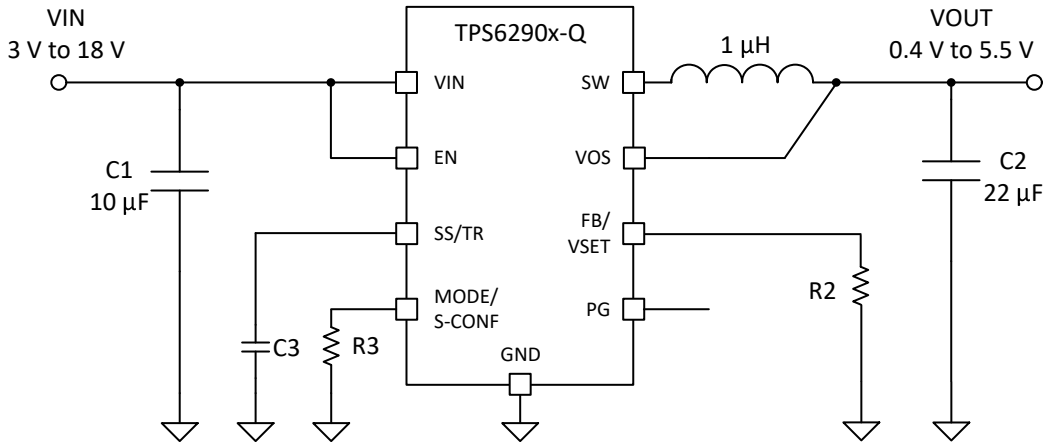 VIN
3 V to 18 V
TPS6290x-Q
1 µH
VOUT
0.4 V to 5.5 V
VIN
SW
EN
VOS
C1
10 µF
C2
22 µF
SS/TR
FB/
VSET
MODE/
S-CONF
PG
R2
C3
R3
GND